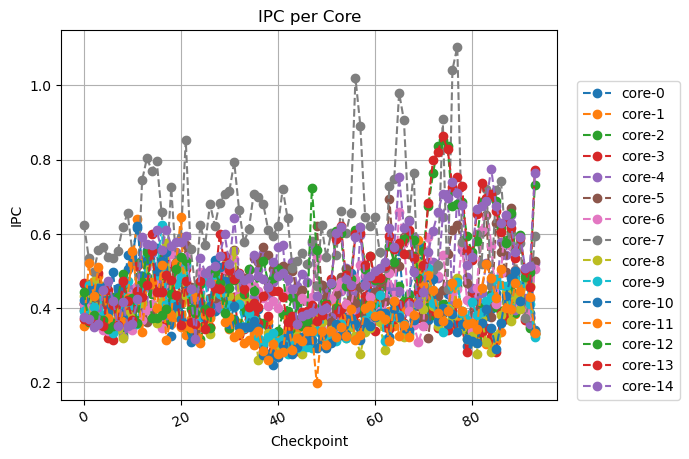 IPC per Core
IPC
1.0
0.8
0.6
0.4
0.2
0
20
40
60
80
Checkpoint
core-0
core-1
core-2
core-3
core-4
core-5
core-6
core-7
core-8
core-9
core-10
core-11
core-12
core-13
core-14